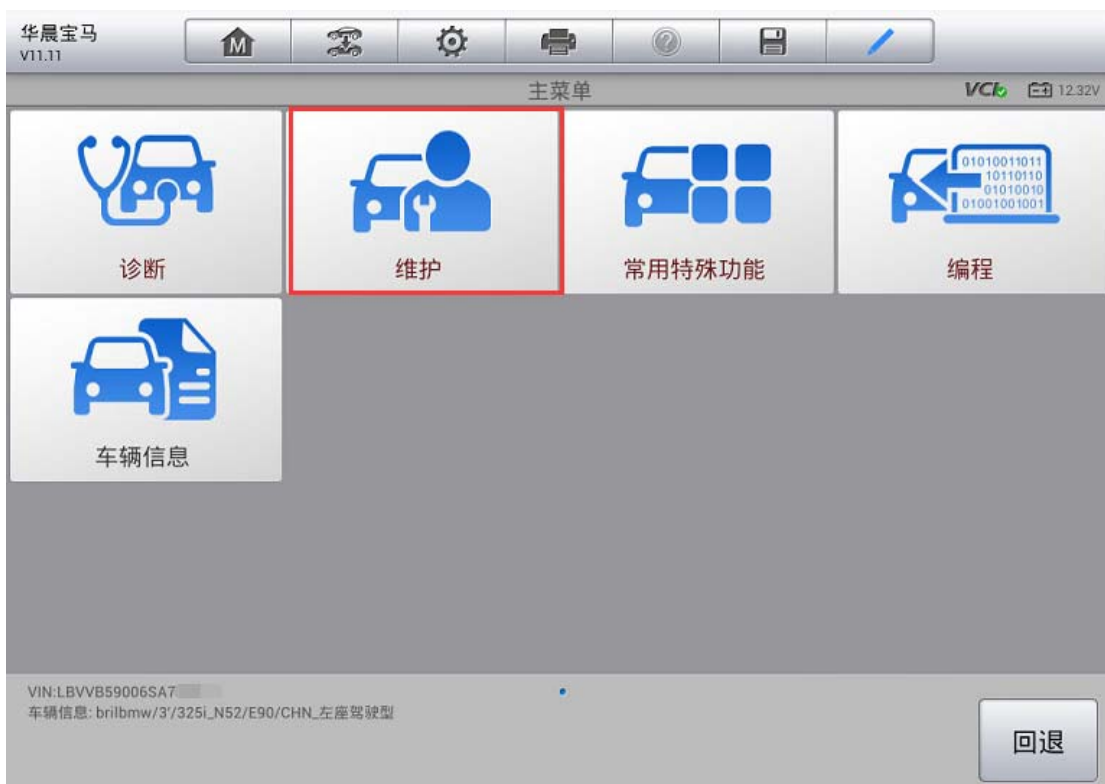 华晨宝马
V11.11
M
主菜单
VCI
12.32V
诊断
维护
常用特殊功能
01010011011
10110110
01010010
01001001001
编程
车辆信息
VIN:LBVVB59006SA7
车辆信息: brilbmw/3'/325i_N52/E90/CHN_左座驾驶型
回退